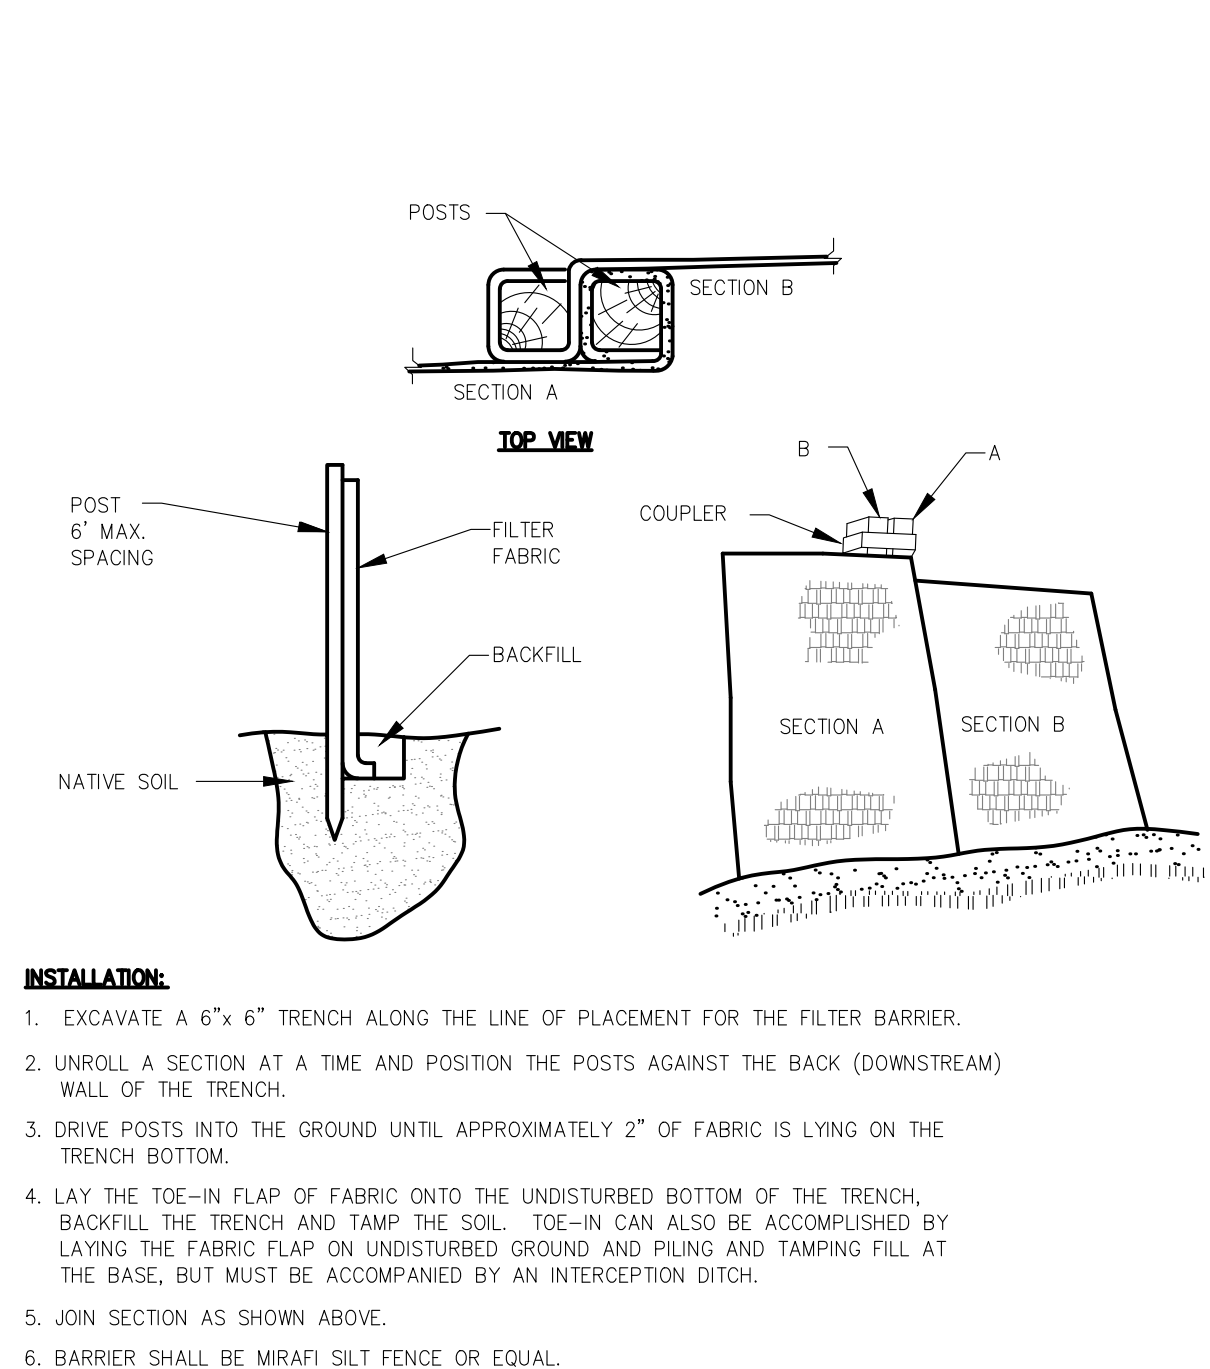 POSTS
SECTION B
SECTION A
TOP VIEW
B
A
POST
6' MAX.
SPACING
COUPLER
FILTER
FABRIC
BACKFILL
SECTION A
SECTION B
NATIVE SOIL
INSTALLATION:
1. EXCAVATE A 6”x 6” TRENCH ALONG THE LINE OF PLACEMENT FOR THE FILTER BARRIER.
2. UNROLL A SECTION AT A TIME AND POSITION THE POSTS AGAINST THE BACK (DOWNSTREAM)
WALL OF THE TRENCH.
3. DRIVE POSTS INTO THE GROUND UNTIL APPROXIMATELY 2” OF FABRIC IS LYING ON THE
TRENCH BOTTOM.
4. LAY THE TOE-IN FLAP OF FABRIC ONTO THE UNDISTURBED BOTTOM OF THE TRENCH,
BACKFILL THE TRENCH AND TAMP THE SOIL. TOE-IN CAN ALSO BE ACCOMPLISHED BY
LAYING THE FABRIC FLAP ON UNDISTURBED GROUND AND PILING AND TAMPING FILL AT
THE BASE, BUT MUST BE ACCOMPANIED BY AN INTERCEPTION DITCH.
5. JOIN SECTION AS SHOWN ABOVE.
6. BARRIER SHALL BE MIRAFI SILT FENCE OR EQUAL.